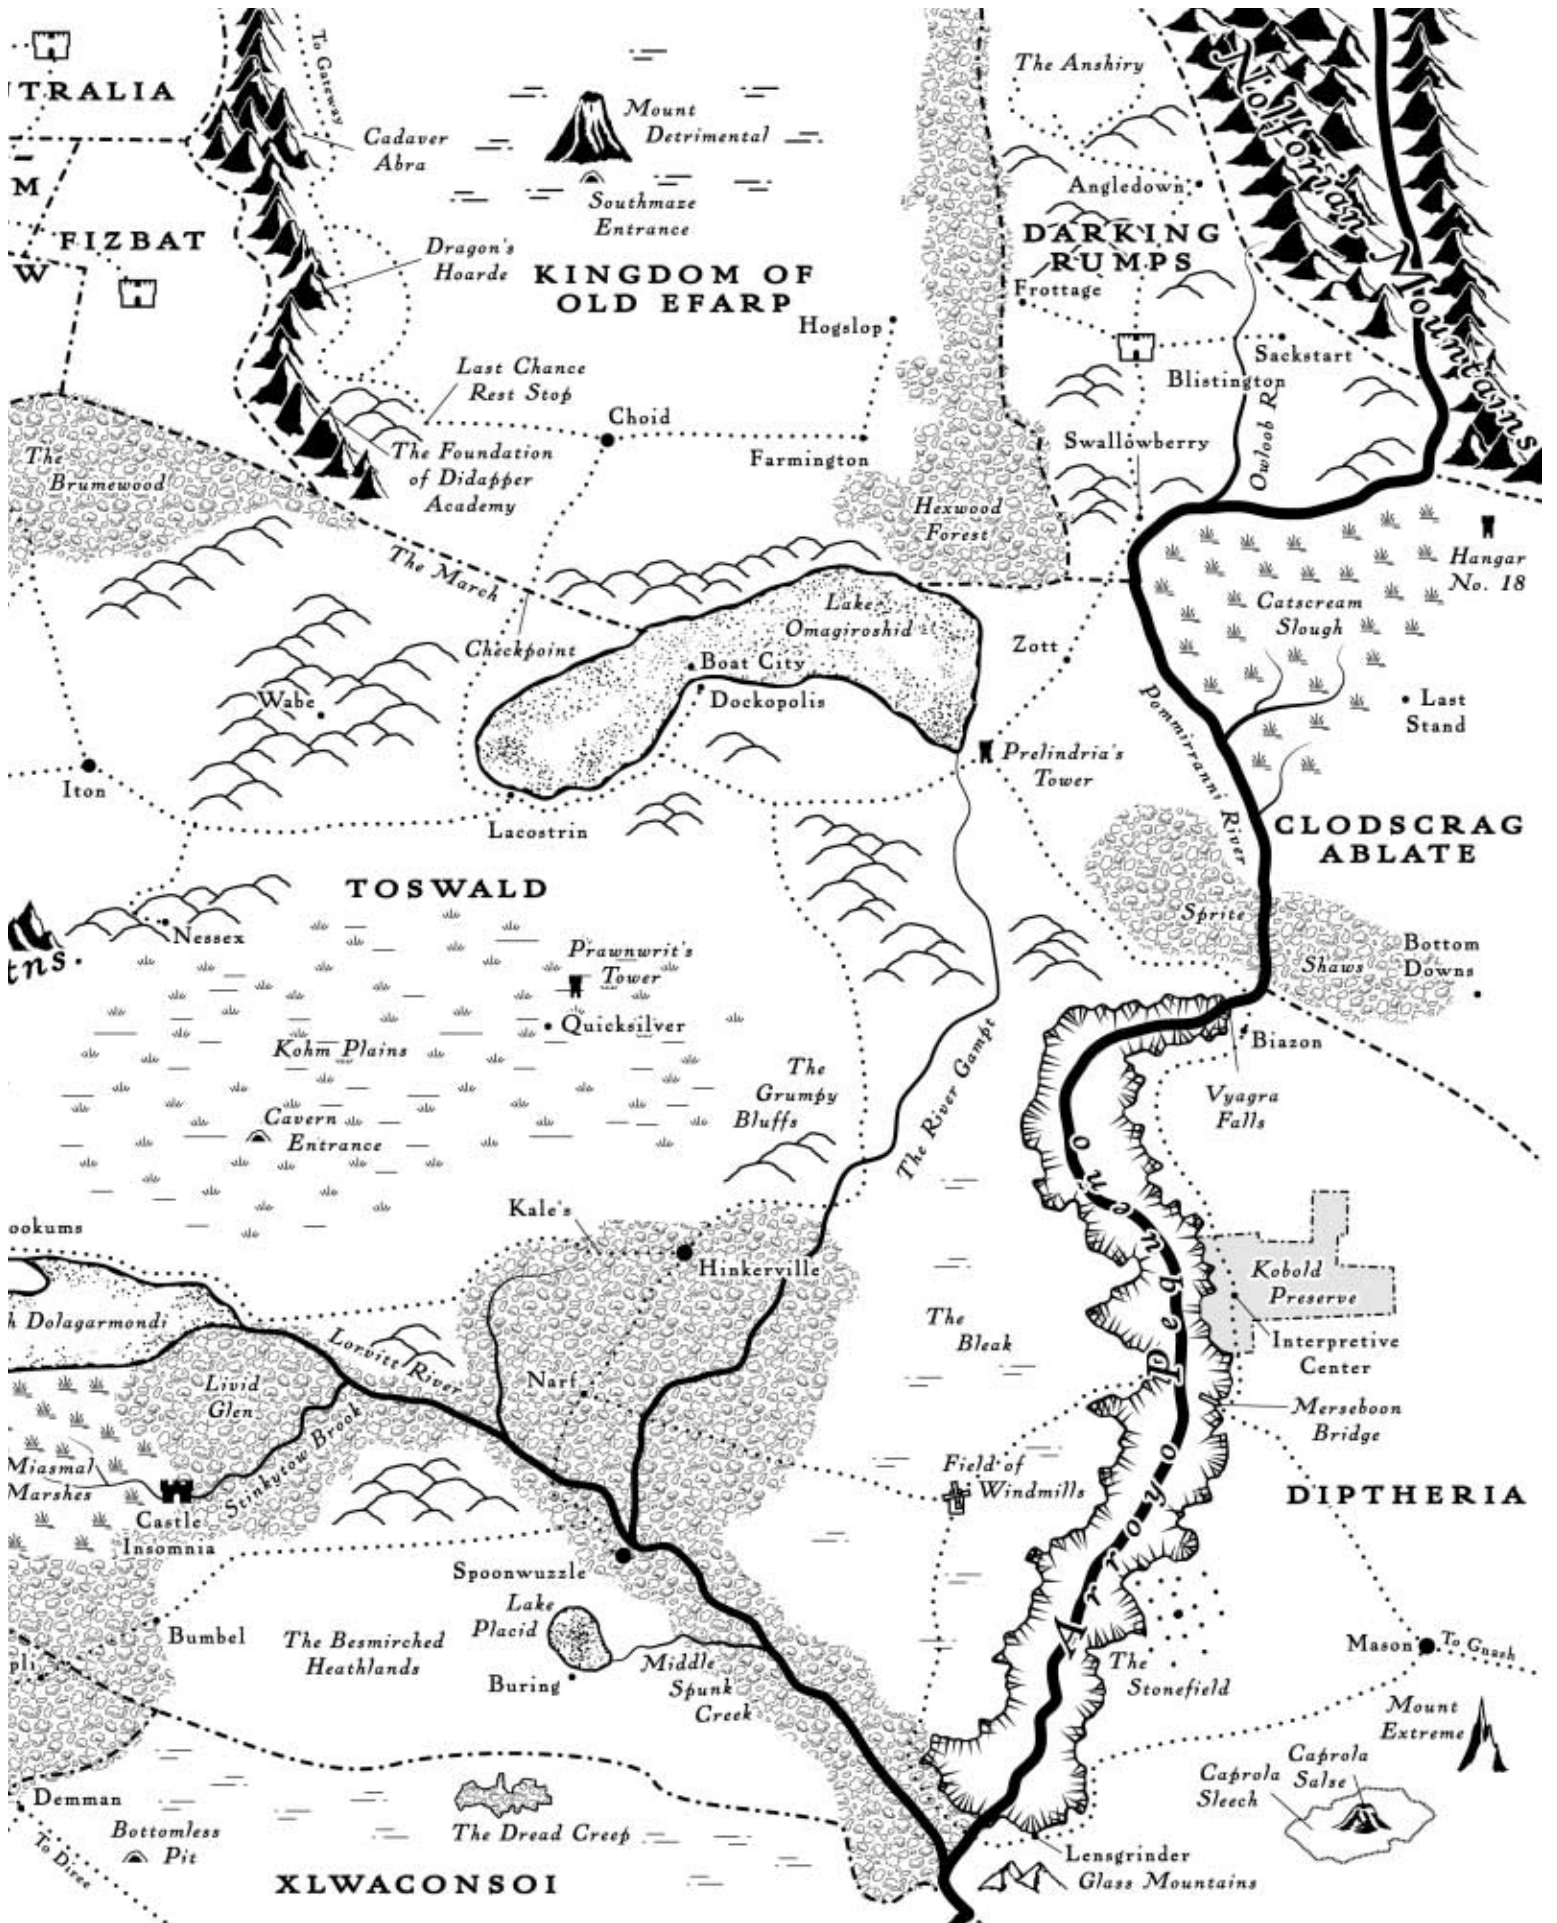 TRALIA
To Gateway
Cadaver
Abra
Mount
Detrimental
The Anshiry
Nolforian Mountains
M
FIZBAT
W
Southmaze
Entrance
Angledown
Dragon's
Hoarde
KINGDOM OF
OLD EFARP
DARKING
RUMPS
Frottage
Hogslop
Sackstart
Blistington
Last Chance
Rest Stop
Choid
Swallowberry
Owloob R.
The
Brumewood
The Foundation
of Didapper
Academy
Farmington
Hexwood
Forest
Hangar
No. 18
The March
Lake
Omagiroshid
Catscream
Slough
Checkpoint
Zott
Boat City
Dockopolis
Wabe
Last
Stand
Pommirranni River
Prelindria's
Tower
Iton
Lacostrin
CLODSCRAG
ABLATE
TOSWALD
Sprite
Shaws
Bottom
Downs
Nessex
tns.
Prawnwrit's
Tower
Quicksilver
Kohm Plains
Biazon
The River Gampt
The
Grumpy
Bluffs
Vyagra
Falls
Cavern
Entrance
Kale's
ookums
Hinkerville
Kobold
Preserve
h Dolagarmondi
Lorvitt River
The
Bleak
Interpretive
Center
Livid
Glen
Narf
Merseboon
Bridge
Arroyo Pebenuo
Miasmal
Marshes
Stinkytow Brook
Field of
Windmills
DIPTHERIA
Castle
Insomnia
Spoonwuzzle
Lake
Placid
Bumbel
The Besmirched
Heathlands
Mason
To Gnash
pli
Buring
Middle
Spunk
Creek
The
Stonefield
Mount
Extreme
Caprola
Salse
Caprola
Sleech
Demman
To Diree
Bottomless
Pit
The Dread Creep
Lensgrinder
Glass Mountains
XLWACONSOI